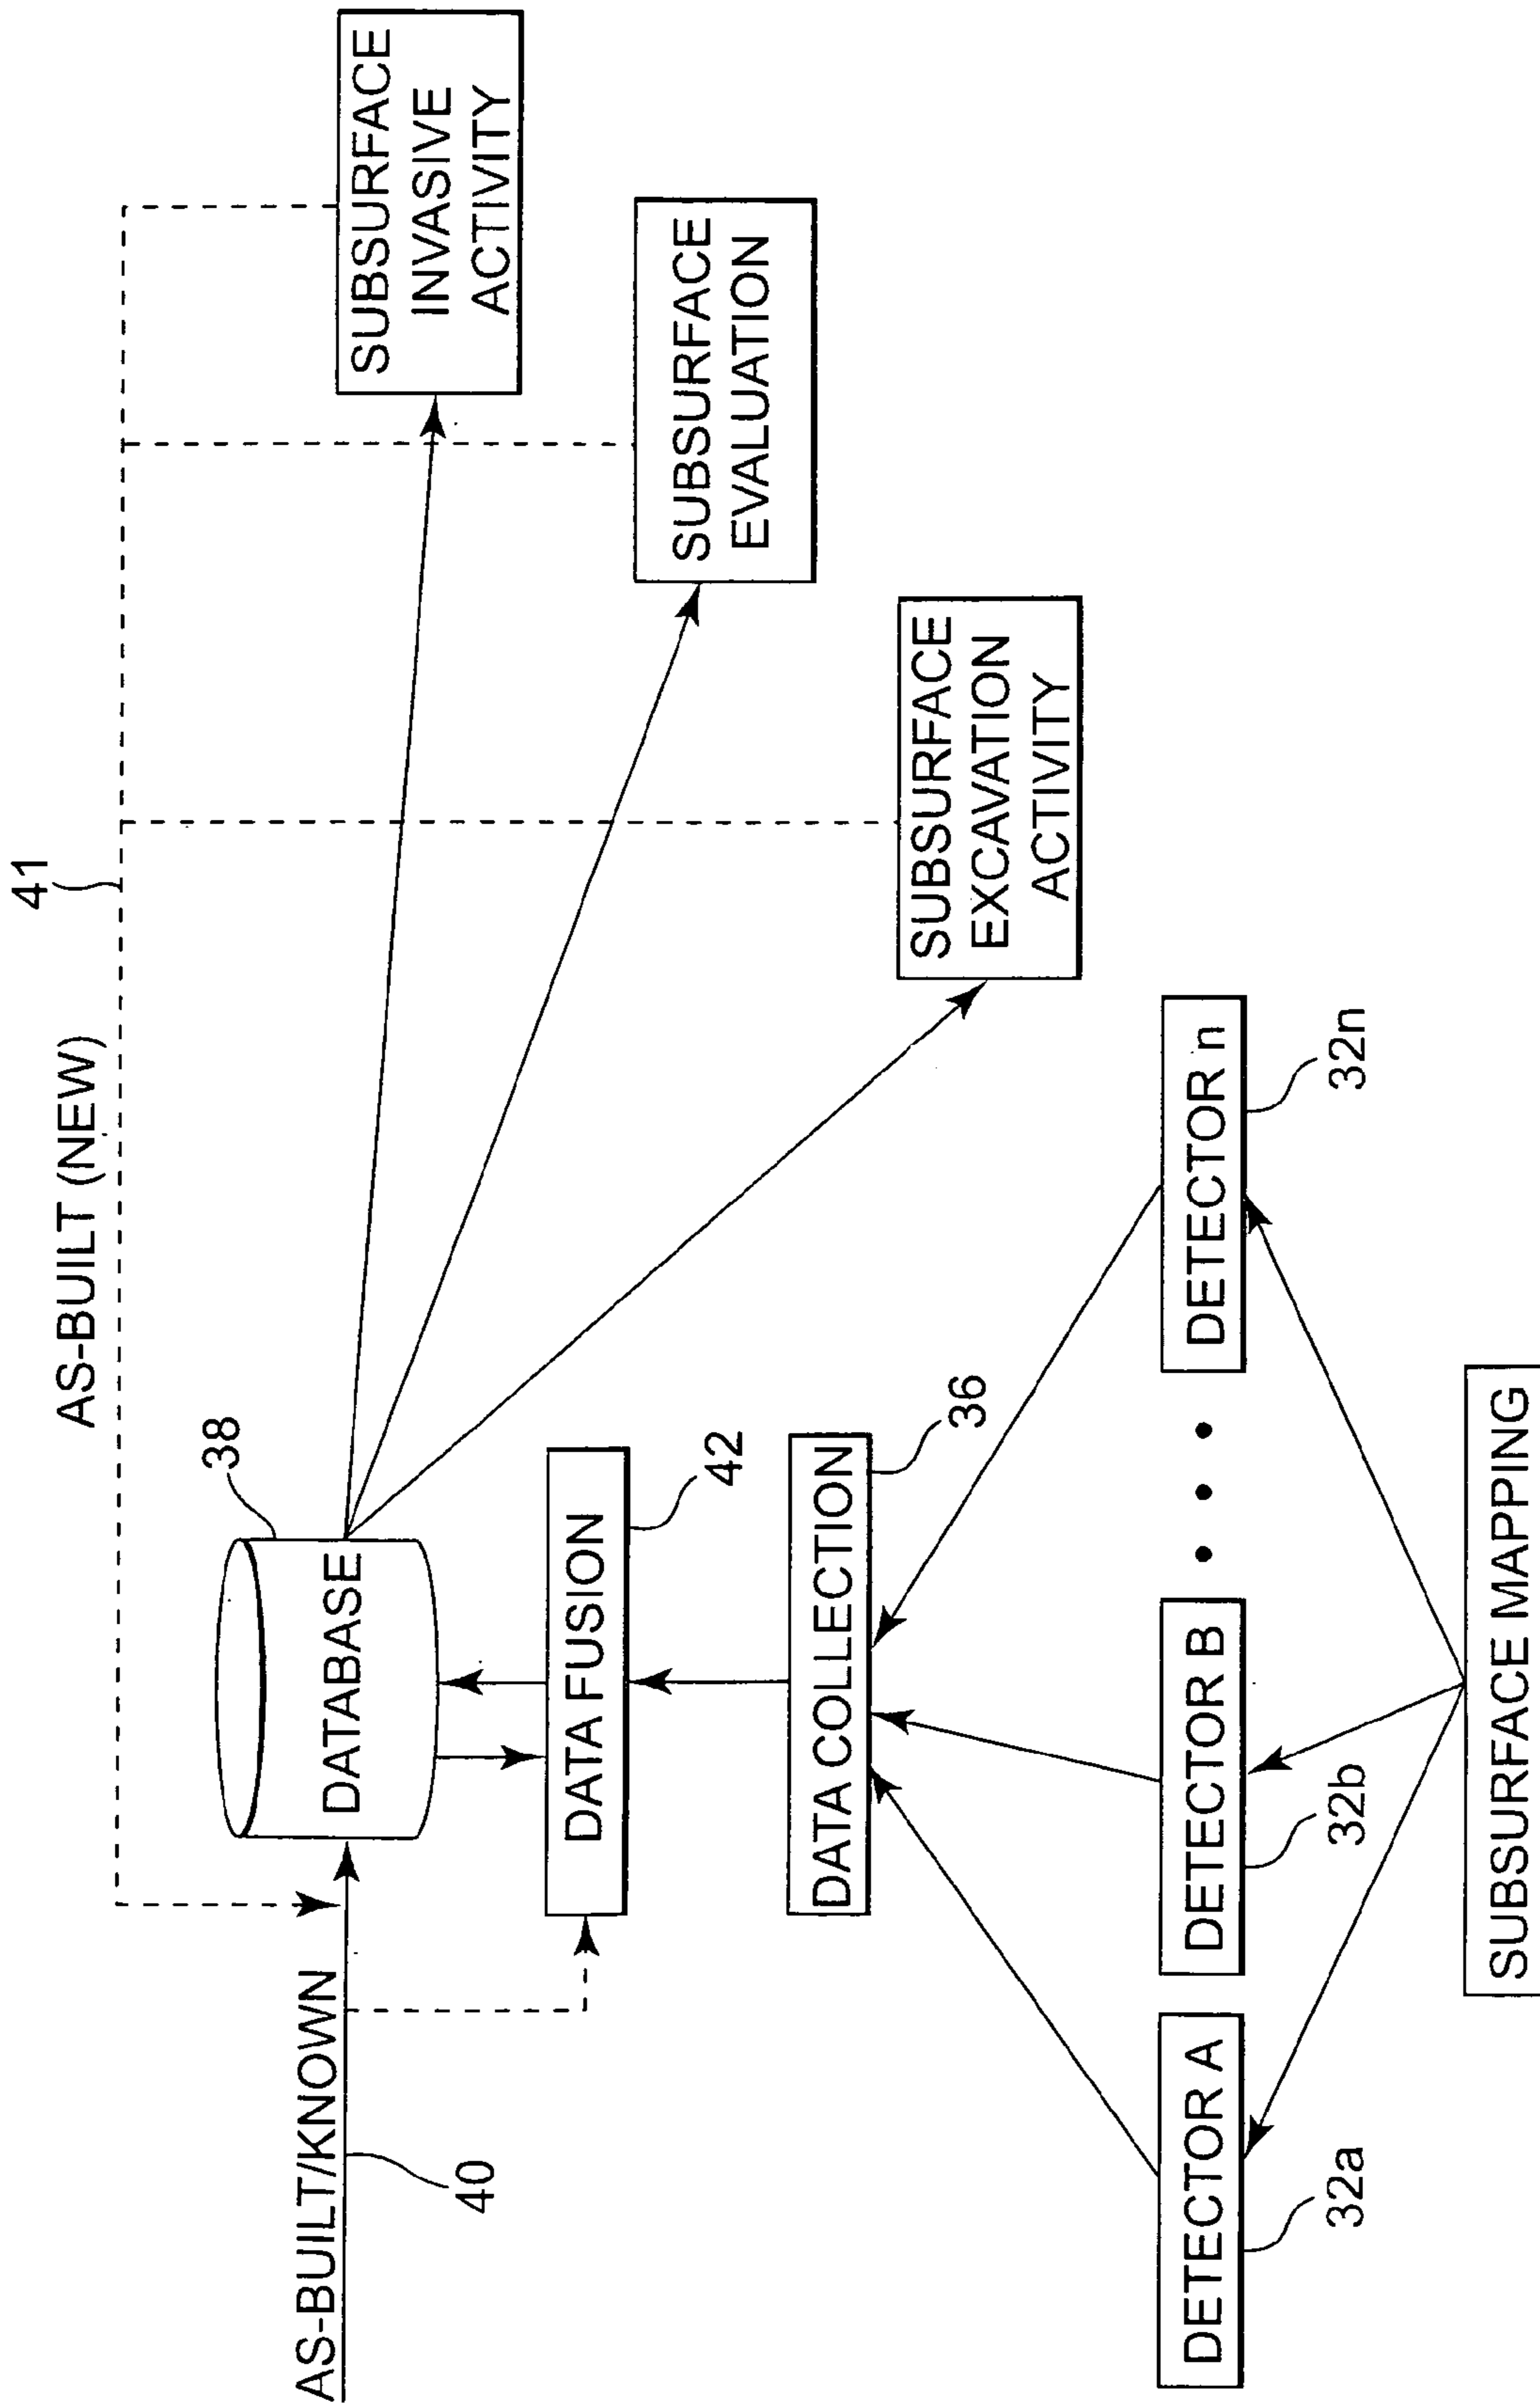 41
AS-BUILT (NEW)
38
AS-BUILT/KNOWN
40
DATABASE
SUBSURFACE
INVASIVE
ACTIVITY
DATA FUSION
42
SUBSURFACE
EVALUATION
DATA COLLECTION
36
SUBSURFACE
EXCAVATION
ACTIVITY
DETECTOR A
32a
DETECTOR B
32b
DETECTOR n
32n
SUBSURFACE MAPPING